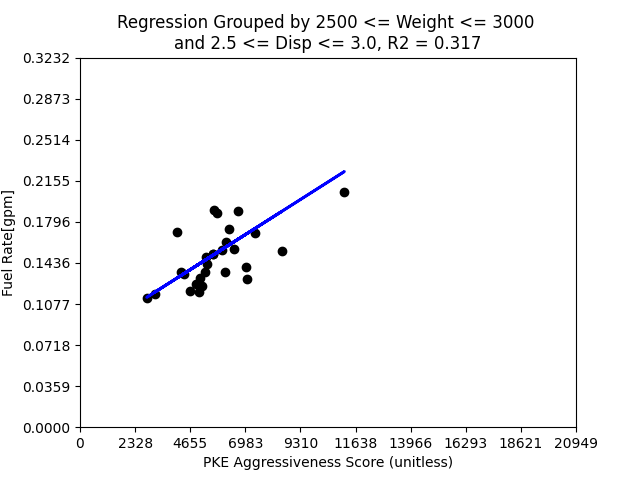 Regression Grouped by 2500 <= Weight <= 3000
and 2.5 <= Disp <= 3.0, R2 = 0.317
0.3232
0.2873
0.2514
0.2155
0.1796
0.1436
0.1077
0.0718
0.0359
0.0000
Fuel Rate[gpm]
0 2328 4655 6983 9310 11638 13966 16293 18621 20949
PKE Aggressiveness Score (unitless)